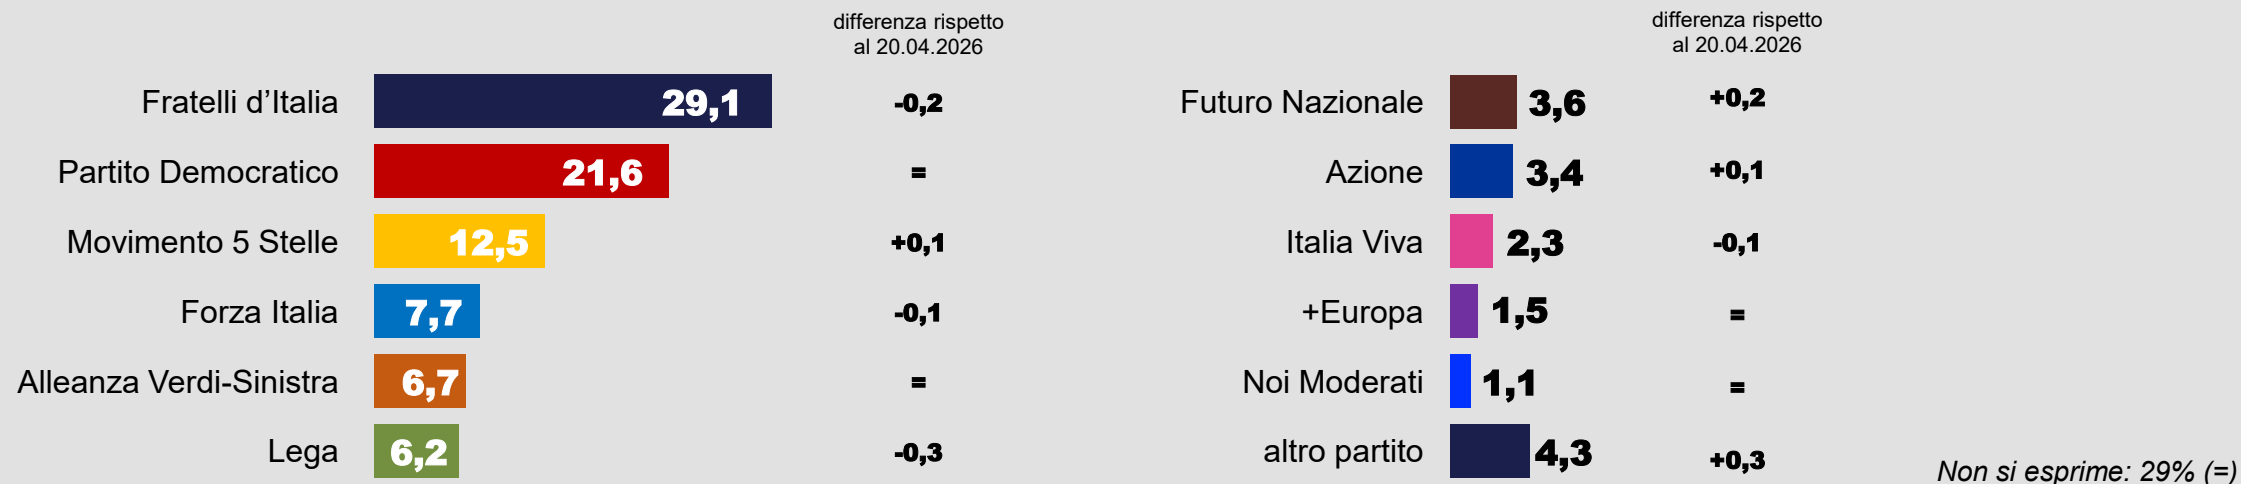 differenza rispetto
al 20.04.2026
Fratelli d’Italia 29,1 -0,2
Partito Democratico 21,6 =
Movimento 5 Stelle 12,5 +0,1
Forza Italia 7,7 -0,1
Alleanza Verdi-Sinistra 6,7 =
Lega 6,2 -0,3
differenza rispetto
al 20.04.2026
Futuro Nazionale 3,6 +0,2
Azione 3,4 +0,1
Italia Viva 2,3 -0,1
+Europa 1,5 =
Noi Moderati 1,1 =
altro partito 4,3 +0,3
Non si esprime: 29% (=)